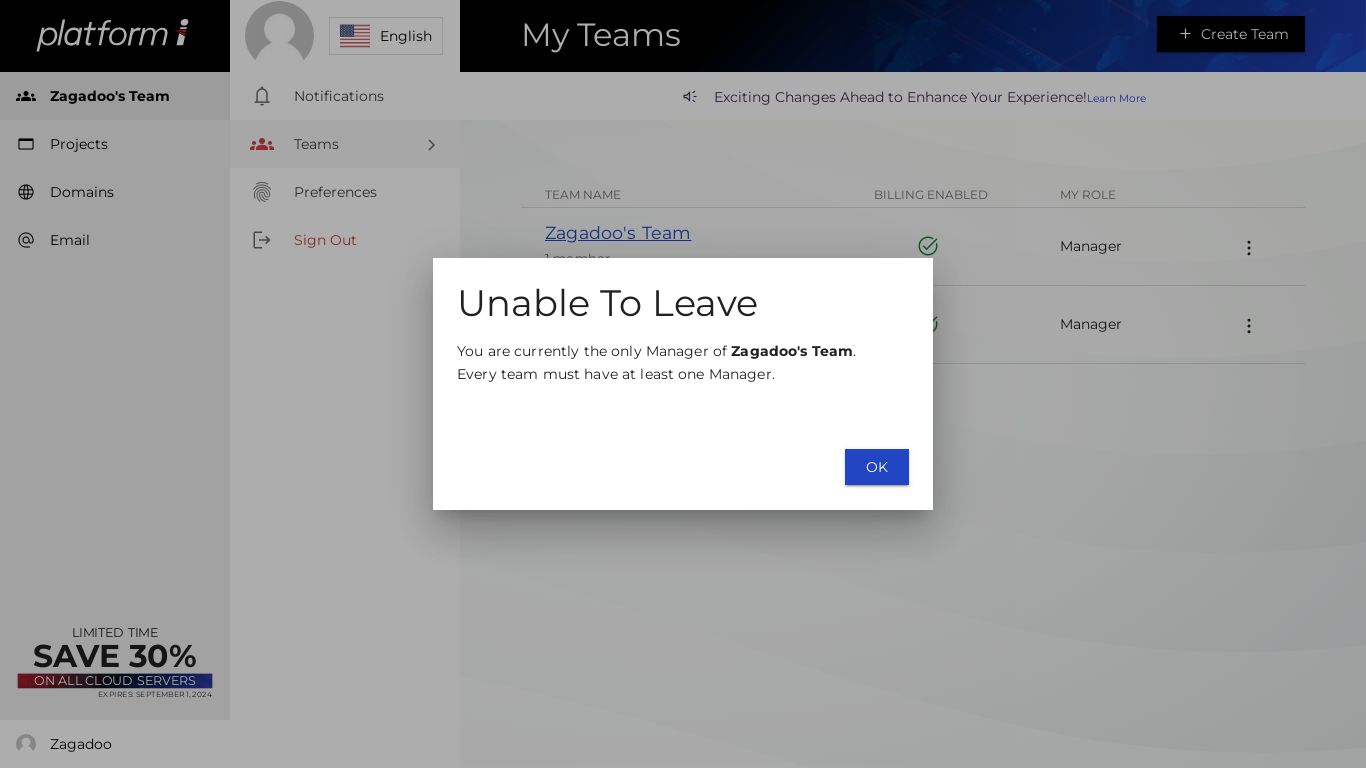 platform i
English
My Teams
+ Create Team
Zagadoo's Team
Notifications
Exciting Changes Ahead to Enhance Your Experience!Learn More
Projects
Teams
Domains
Preferences
Email
Sign Out
TEAM NAME
BILLING ENABLED
MY ROLE
Zagadoo's Team
1 member
Manager
Manager
Unable To Leave
You are currently the only Manager of Zagadoo's Team.
Every team must have at least one Manager.
OK
LIMITED TIME
SAVE 30%
ON ALL CLOUD SERVERS
EXPIRES: SEPTEMBER 1, 2024
Zagadoo